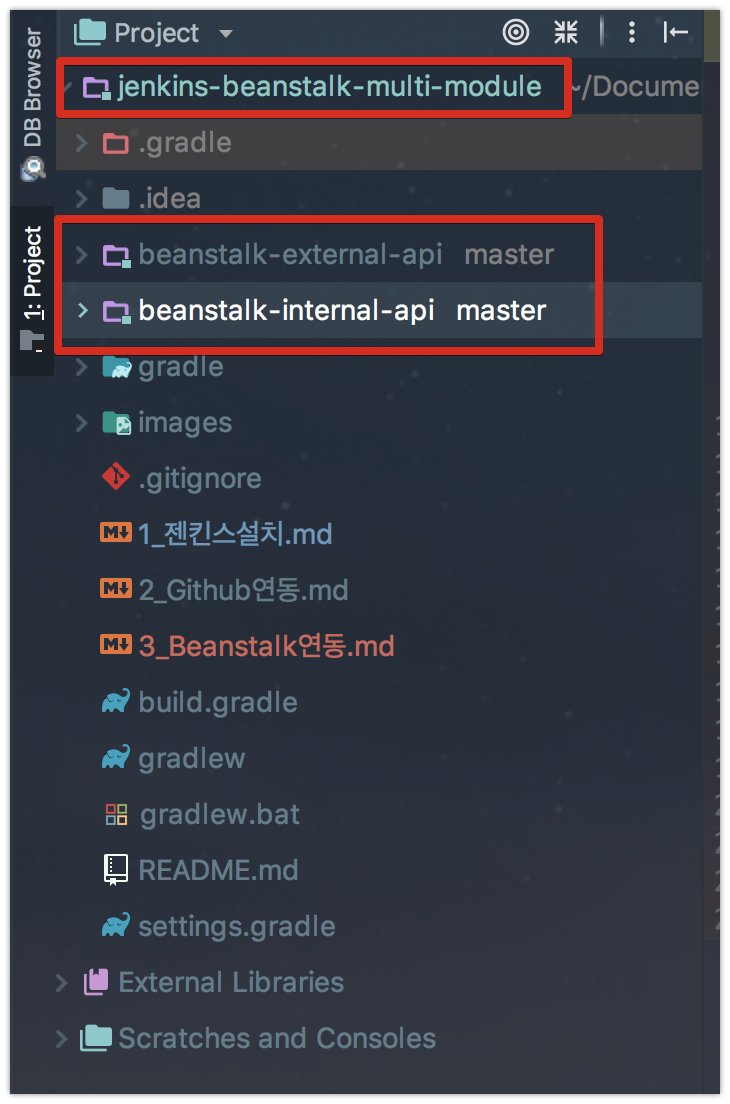 Project
DB Browser
1: Project
jenkins-beanstalk-multi-module ~/Docume
.gradle
.idea
beanstalk-external-api master
beanstalk-internal-api master
gradle
images
.gitignore
1_젠킨스설치.md
2_Github연동.md
3_Beanstalk연동.md
build.gradle
gradlew
gradlew.bat
README.md
settings.gradle
External Libraries
Scratches and Consoles